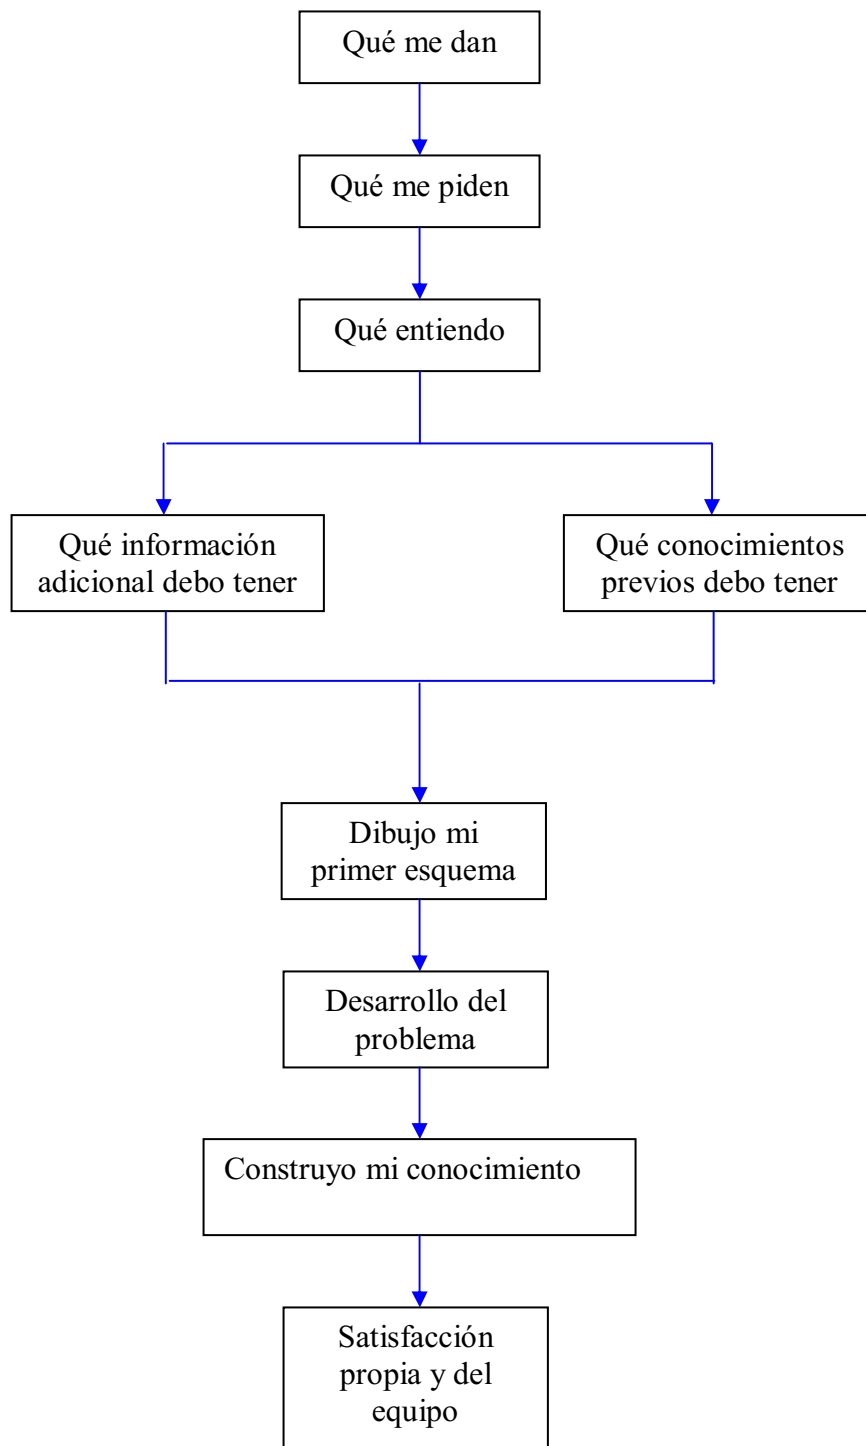 Qué me dan
Qué me piden
Qué entiendo
Qué información
adicional debo tener
Qué conocimientos
previos debo tener
Dibujo mi
primer esquema
Desarrollo del
problema
Construyo mi conocimiento
Satisfacción
propia y del
equipo